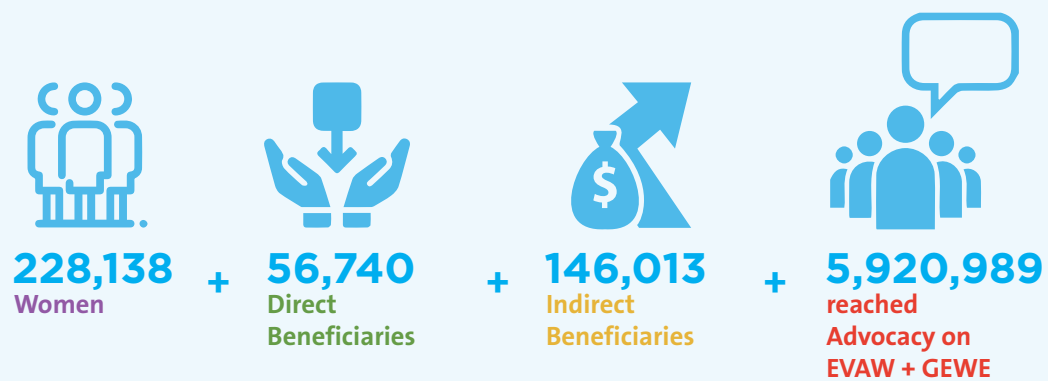 $
228,138 + 56,740 + 146,013 + 5,920,989
Women
Direct
Beneficiaries
Indirect
Beneficiaries
reached
Advocacy on
EVAW + GEWE